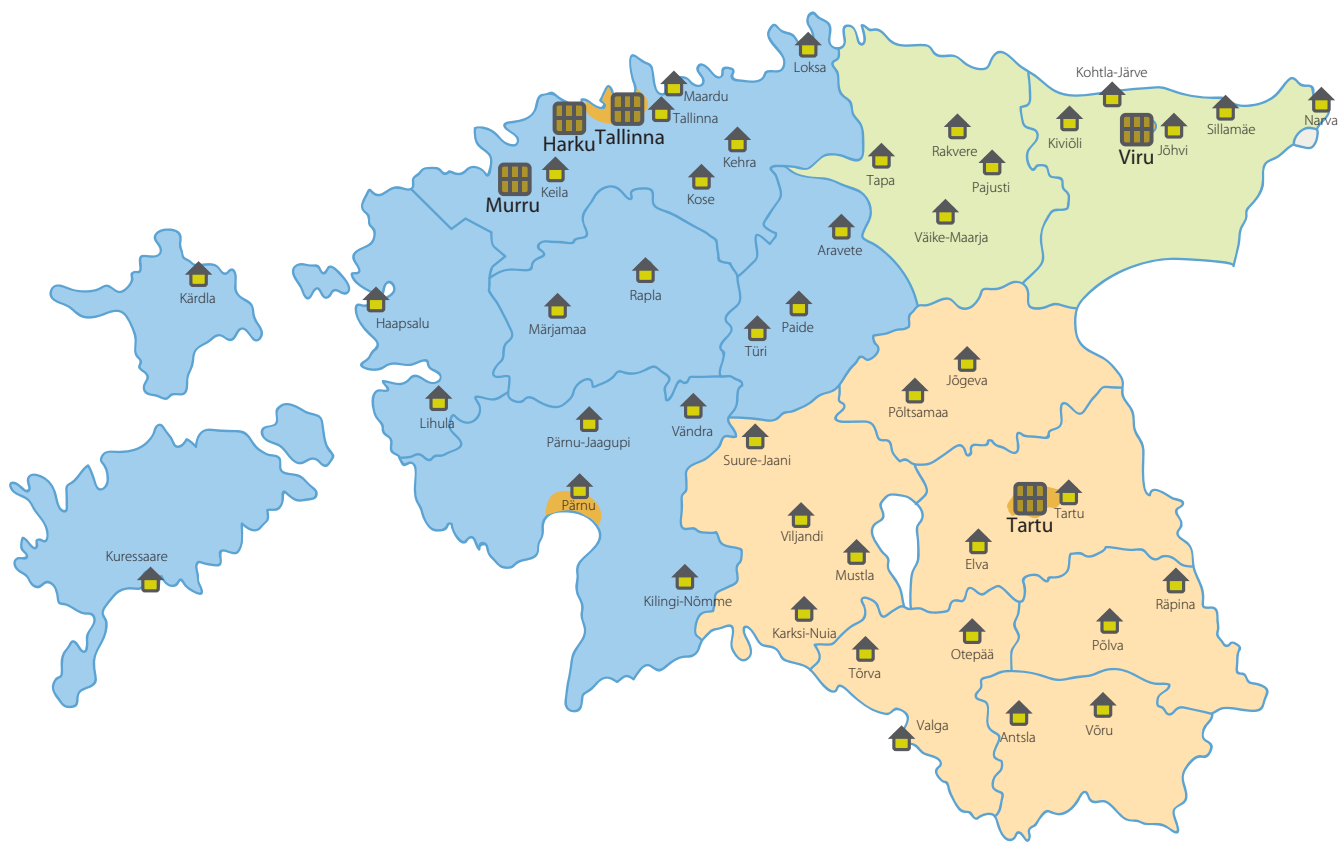 Loksa
Kohtla-Järve
Maardu
Narva
Tallinna
Harku
Tallinna
Sillamäe
Kiviõli
Jõhvi
Viru
Rakvere
Kehra
Tapa
Pajusti
Keila
Kose
Murru
Väike-Maarja
Aravete
Kärdla
Rapla
Haapsalu
Märjamaa
Paide
Türi
Jõgeva
Põltsamaa
Lihula
Pärnu-Jaagupi
Vändra
Suure-Jaani
Pärnu
Tartu
Tartu
Viljandi
Kuressaare
Elva
Mustla
Kilingi-Nõmme
Räpina
Karksi-Nuia
Põlva
Otepää
Tõrva
Valga
Antsla
Võru